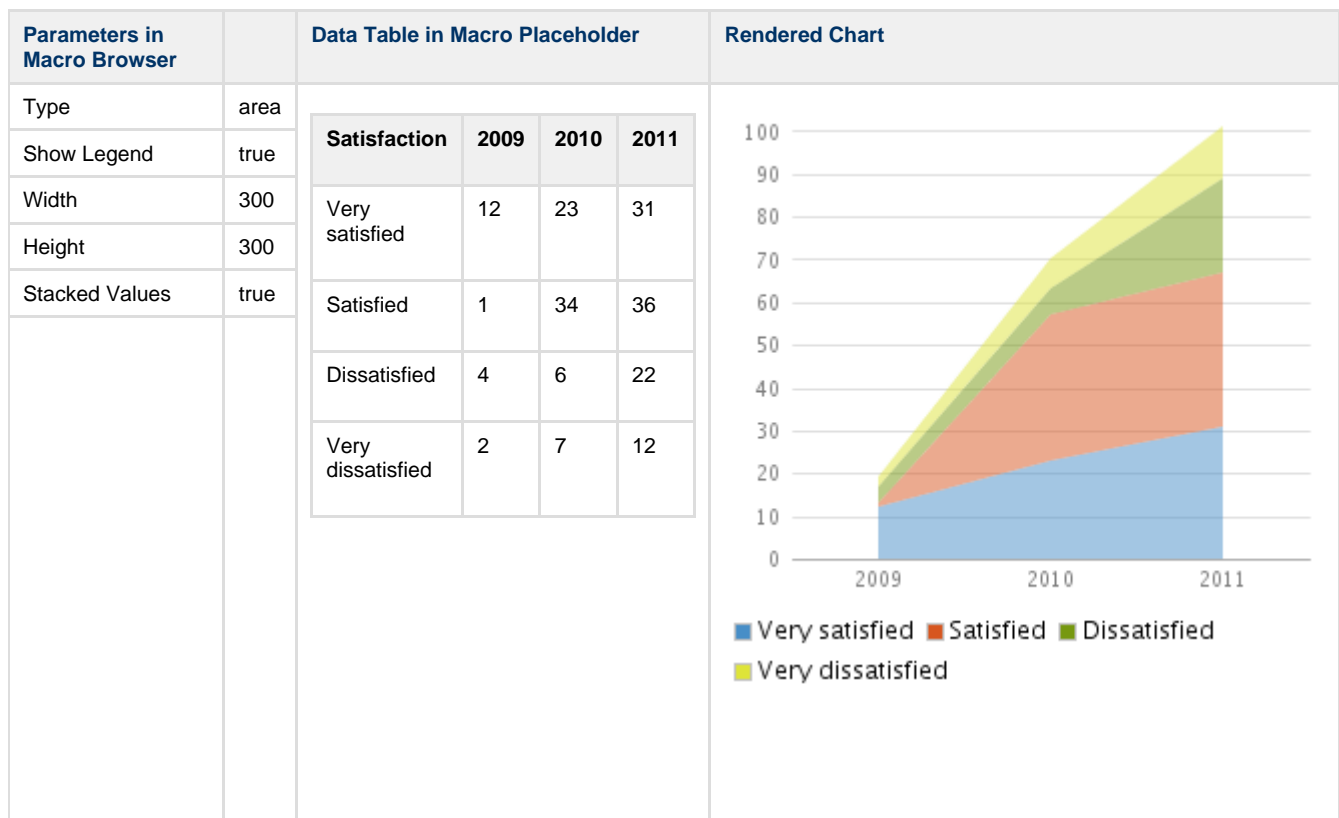 Parameters in
Macro Browser
Data Table in Macro Placeholder
Rendered Chart
Type area
Show Legend true
Width 300
Height 300
Stacked Values true
Satisfaction 2009 2010 2011
Very
satisfied 12 23 31
Satisfied 1 34 36
Dissatisfied 4 6 22
Very
dissatisfied 2 7 12
100
90
80
70
60
50
40
30
20
10
0
2009 2010 2011
Very satisfied Satisfied Dissatisfied
Very dissatisfied